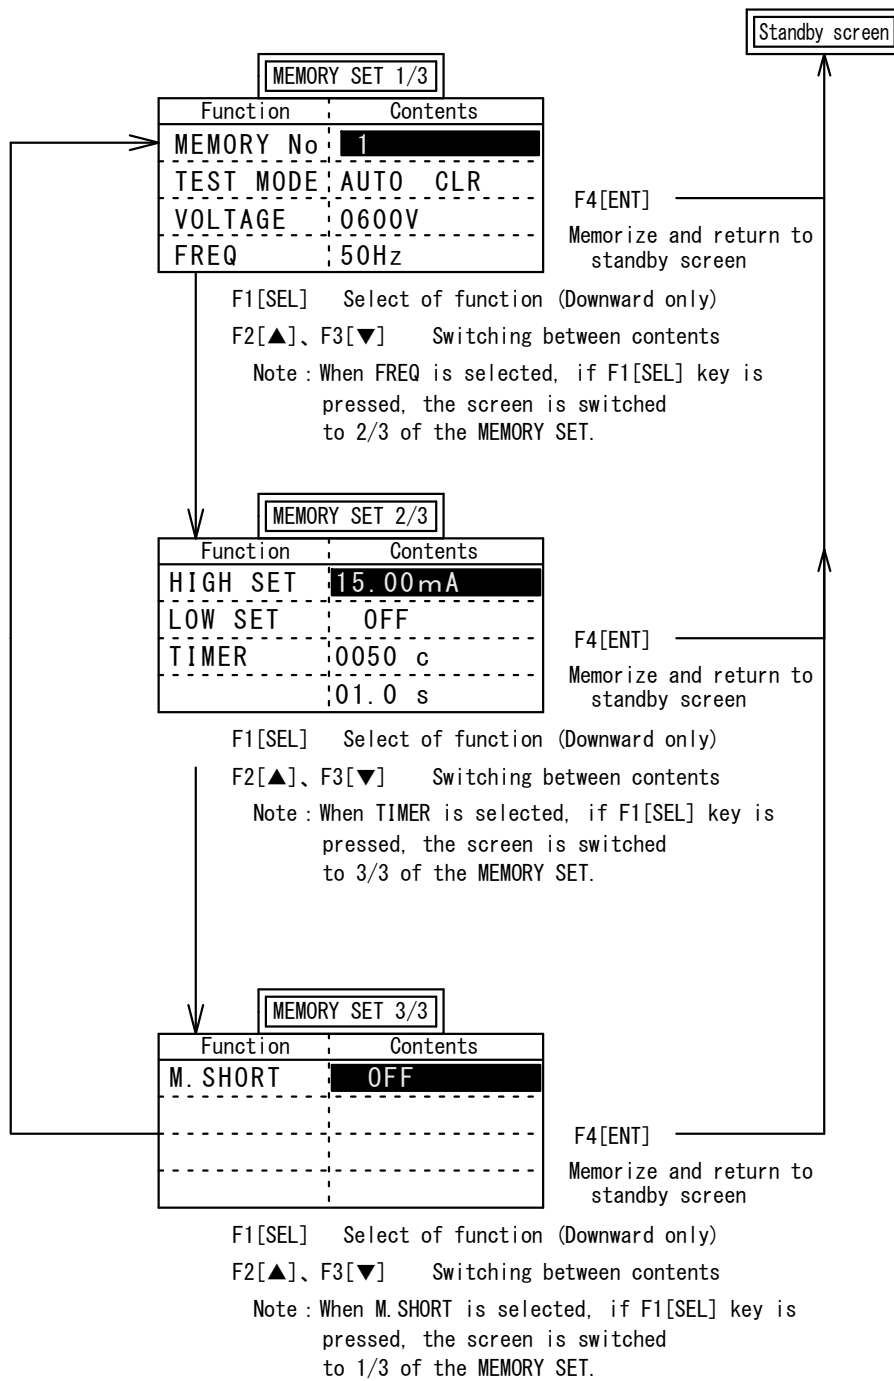 Standby screen
MEMORY SET 1/3
Function Contents
MEMORY No 1
TEST MODE AUTO CLR
VOLTAGE 0600V
FREQ 50Hz
F4[ENT]
Memorize and return to
standby screen
F1[SEL] Select of function (Downward only)
F2[▲]、F3[▼] Switching between contents
Note : When FREQ is selected, if F1[SEL] key is
pressed, the screen is switched
to 2/3 of the MEMORY SET.
MEMORY SET 2/3
Function Contents
HIGH SET 15.00mA
LOW SET OFF
TIMER 0050 c
01.0 s
F4[ENT]
Memorize and return to
standby screen
F1[SEL] Select of function (Downward only)
F2[▲]、F3[▼] Switching between contents
Note : When TIMER is selected, if F1[SEL] key is
pressed, the screen is switched
to 3/3 of the MEMORY SET.
MEMORY SET 3/3
Function Contents
M.SHORT OFF
F4[ENT]
Memorize and return to
standby screen
F1[SEL] Select of function (Downward only)
F2[▲]、F3[▼] Switching between contents
Note : When M.SHORT is selected, if F1[SEL] key is
pressed, the screen is switched
to 1/3 of the MEMORY SET.